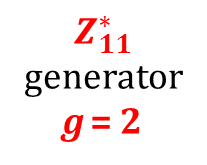 Z*11
generator
g = 2